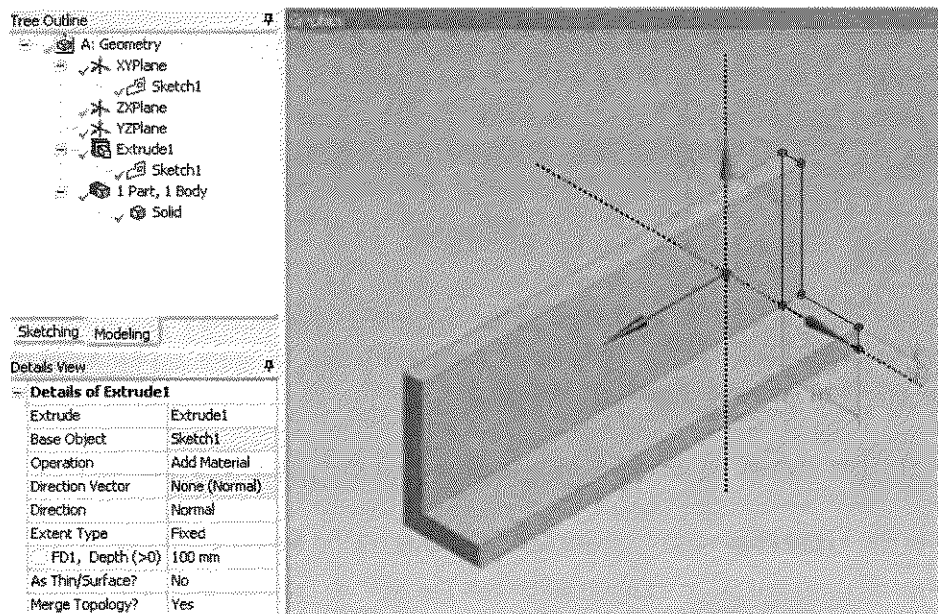 Tree Outline
A: Geometry
XYPlane
Sketch1
ZXPlane
YZPlane
Extrude1
Sketch1
1 Part, 1 Body
Solid
Sketching Modeling
Details View
Details of Extrude1
Extrude Extrude1
Base Object Sketch1
Operation Add Material
Direction Vector None (Normal)
Direction Normal
Extent Type Fixed
FD1, Depth (>0) 100 mm
As Thin/Surface? No
Merge Topology? Yes